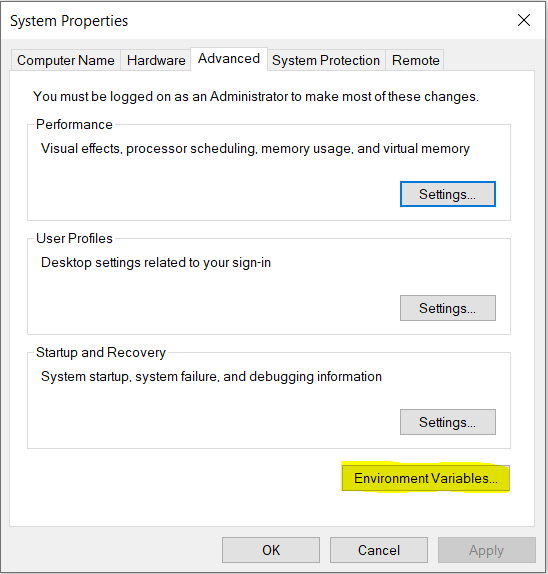 System Properties
Computer Name Hardware Advanced System Protection Remote
You must be logged on as an Administrator to make most of these changes.
Performance
Visual effects, processor scheduling, memory usage, and virtual memory
Settings...
User Profiles
Desktop settings related to your sign-in
Settings...
Startup and Recovery
System startup, system failure, and debugging information
Settings...
Environment Variables...
OK Cancel Apply